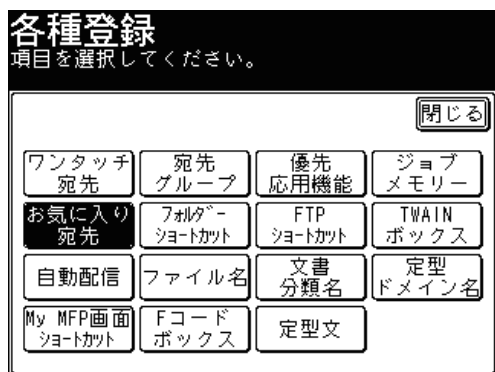 各種登録
項目を選択してください。
閉じる
ワンタッチ
宛先
宛先
グループ
優先
応用機能
ジョブ
メモリー
お気に入り
宛先
フォルダｰ
ショートカット
FTP
ショートカット
TWAIN
ボックス
自動配信
ファイル名
文書
分類名
定型
ドメイン名
My MFP画面
ショートカット
Fコード
ボックス
定型文